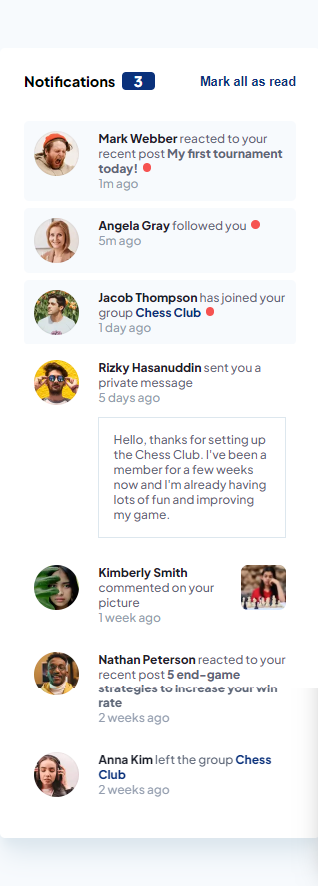 Notifications 3 Mark all as read
Mark Webber reacted to your
recent post My first tournament
today!
1m ago
Angela Gray followed you
5m ago
Jacob Thompson has joined your
group Chess Club
1 day ago
Rizky Hasanuddin sent you a
private message
5 days ago
Hello, thanks for setting up
the Chess Club. I've been a
member for a few weeks
now and I'm already having
lots of fun and improving
my game.
Kimberly Smith
commented on your
picture
1 week ago
Nathan Peterson reacted to your
recent post 5 end-game
strategies to increase your win
rate
2 weeks ago
Anna Kim left the group Chess
Club
2 weeks ago